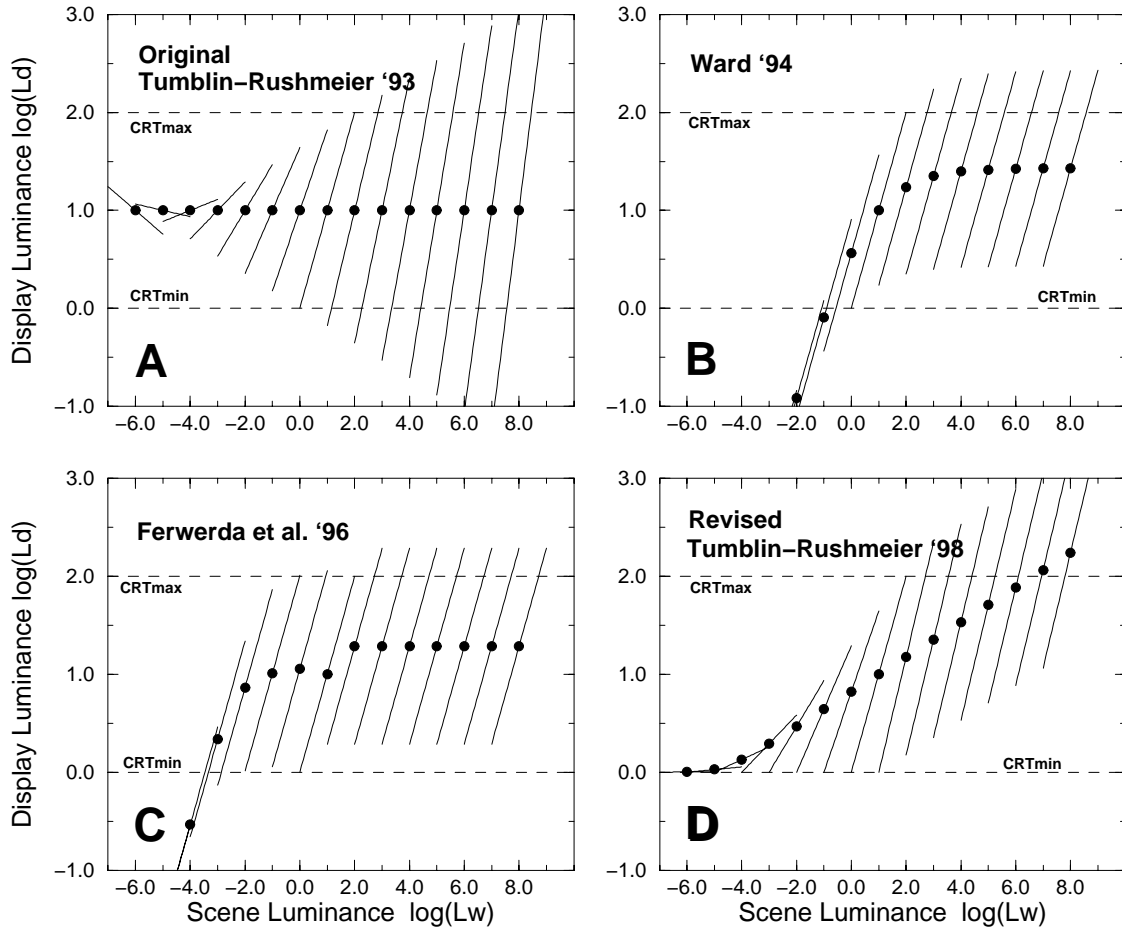 3.0
2.0
1.0
0.0
−1.0
Display Luminance log(Ld)
Original
Tumblin−Rushmeier ‘93
CRTmax
CRTmin
A
−6.0 −4.0 −2.0 0.0 2.0 4.0 6.0 8.0
3.0
2.0
1.0
0.0
−1.0
Ward ‘94
CRTmax
CRTmin
B
−6.0 −4.0 −2.0 0.0 2.0 4.0 6.0 8.0
3.0
2.0
1.0
0.0
−1.0
Display Luminance log(Ld)
Ferwerda et al. ‘96
CRTmax
CRTmin
C
−6.0 −4.0 −2.0 0.0 2.0 4.0 6.0 8.0
Scene Luminance log(Lw)
3.0
2.0
1.0
0.0
−1.0
Revised
Tumblin−Rushmeier ‘98
CRTmax
CRTmin
D
−6.0 −4.0 −2.0 0.0 2.0 4.0 6.0 8.0
Scene Luminance log(Lw)